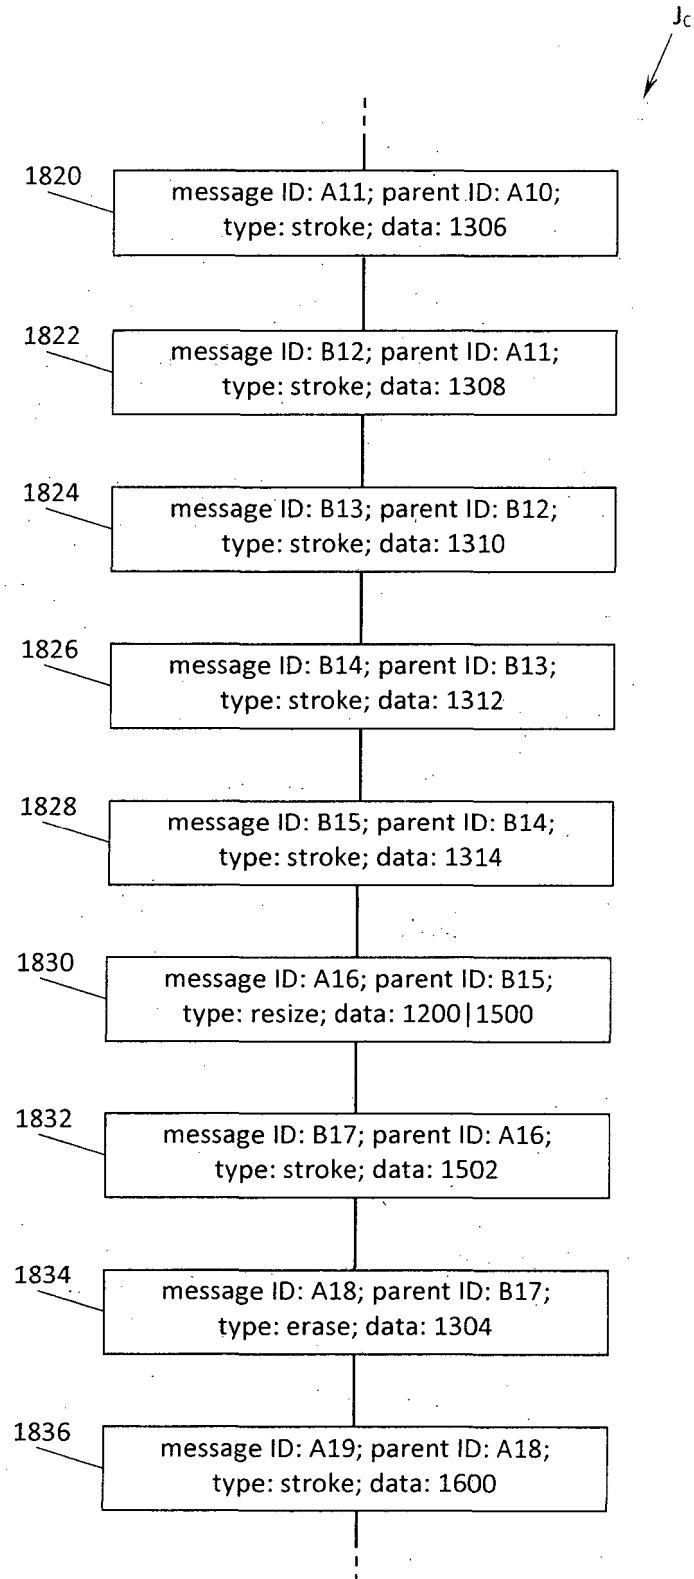 Jc
1820
message ID: A11; parent ID: A10;
type: stroke; data: 1306
1822
message ID: B12; parent ID: A11;
type: stroke; data: 1308
1824
message ID: B13; parent ID: B12;
type: stroke; data: 1310
1826
message ID: B14; parent ID: B13;
type: stroke; data: 1312
1828
message ID: B15; parent ID: B14;
type: stroke; data: 1314
1830
message ID: A16; parent ID: B15;
type: resize; data: 1200|1500
1832
message ID: B17; parent ID: A16;
type: stroke; data: 1502
1834
message ID: A18; parent ID: B17;
type: erase; data: 1304
1836
message ID: A19; parent ID: A18;
type: stroke; data: 1600